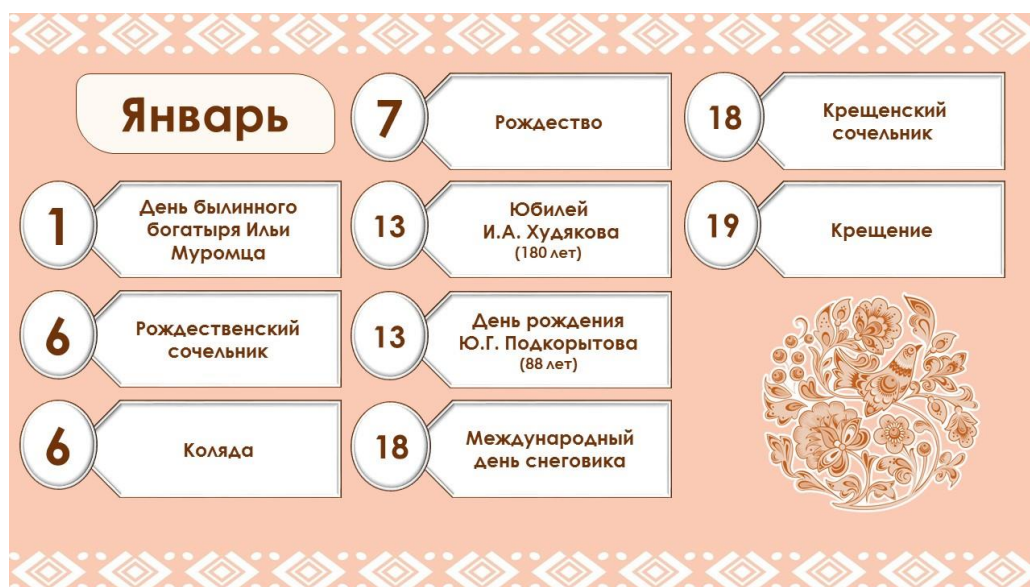 Январь
1
День былинного
богатыря Ильи
Муромца
6
Рождественский
сочельник
6
Коляда
7
Рождество
13
Юбилей
И.А. Худякова
(180 лет)
13
День рождения
Ю.Г. Подкорытова
(88 лет)
18
Международный
день снеговика
18
Крещенский
сочельник
19
Крещение